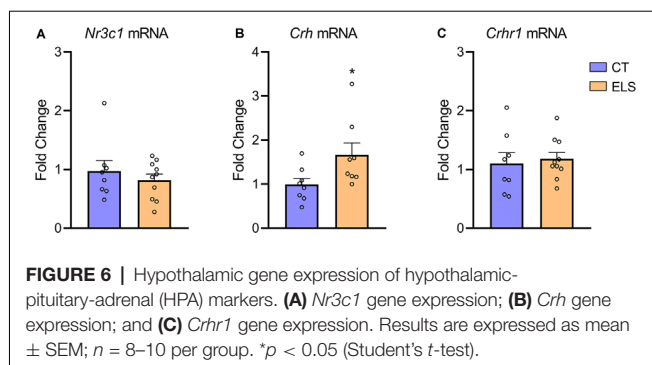 A Nr3c1 mRNA
B Crh mRNA
C Crhr1 mRNA
3
2
1
0
Fold Change
4
3
2
1
0
Fold Change
*
3
2
1
0
Fold Change
CT
ELS
FIGURE 6 | Hypothalamic gene expression of hypothalamic-
pituitary-adrenal (HPA) markers. (A) Nr3c1 gene expression; (B) Crh gene
expression; and (C) Crhr1 gene expression. Results are expressed as mean
± SEM; n = 8–10 per group. *p < 0.05 (Student's t-test).